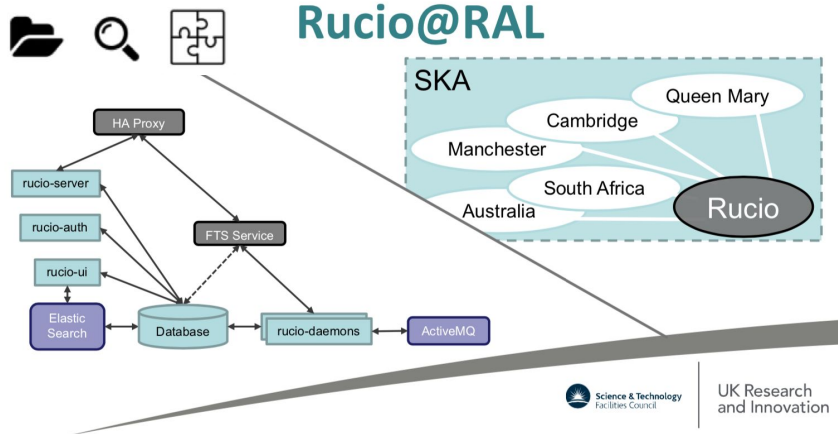 Rucio@RAL
HA Proxy
rucio-server
rucio-auth
FTS Service
rucio-ui
Elastic
Search
Database
rucio-daemons
ActiveMQ
SKA
Queen Mary
Cambridge
Manchester
South Africa
Australia
Rucio
Science & Technology
Facilities Council
UK Research
and Innovation